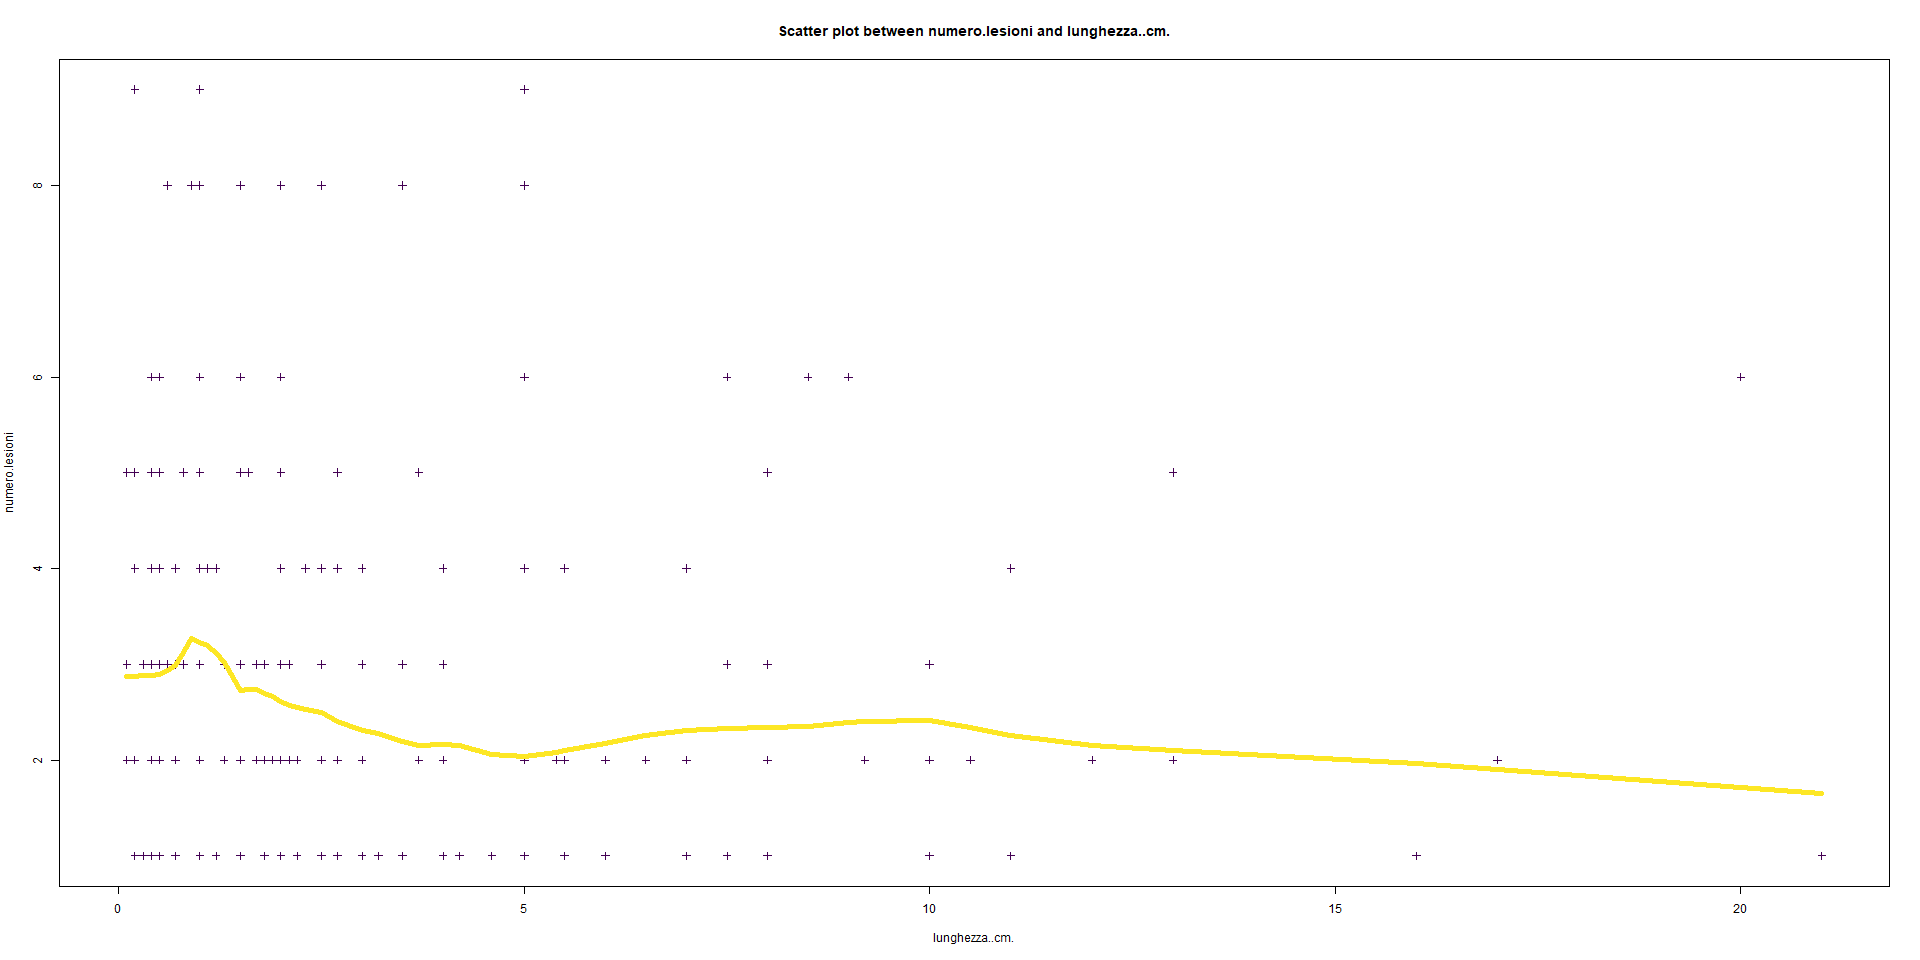 Scatter plot between numero.lesioni and lunghezza..cm.
numero.lesioni
8
6
4
2
0 5 10 15 20
lunghezza..cm.